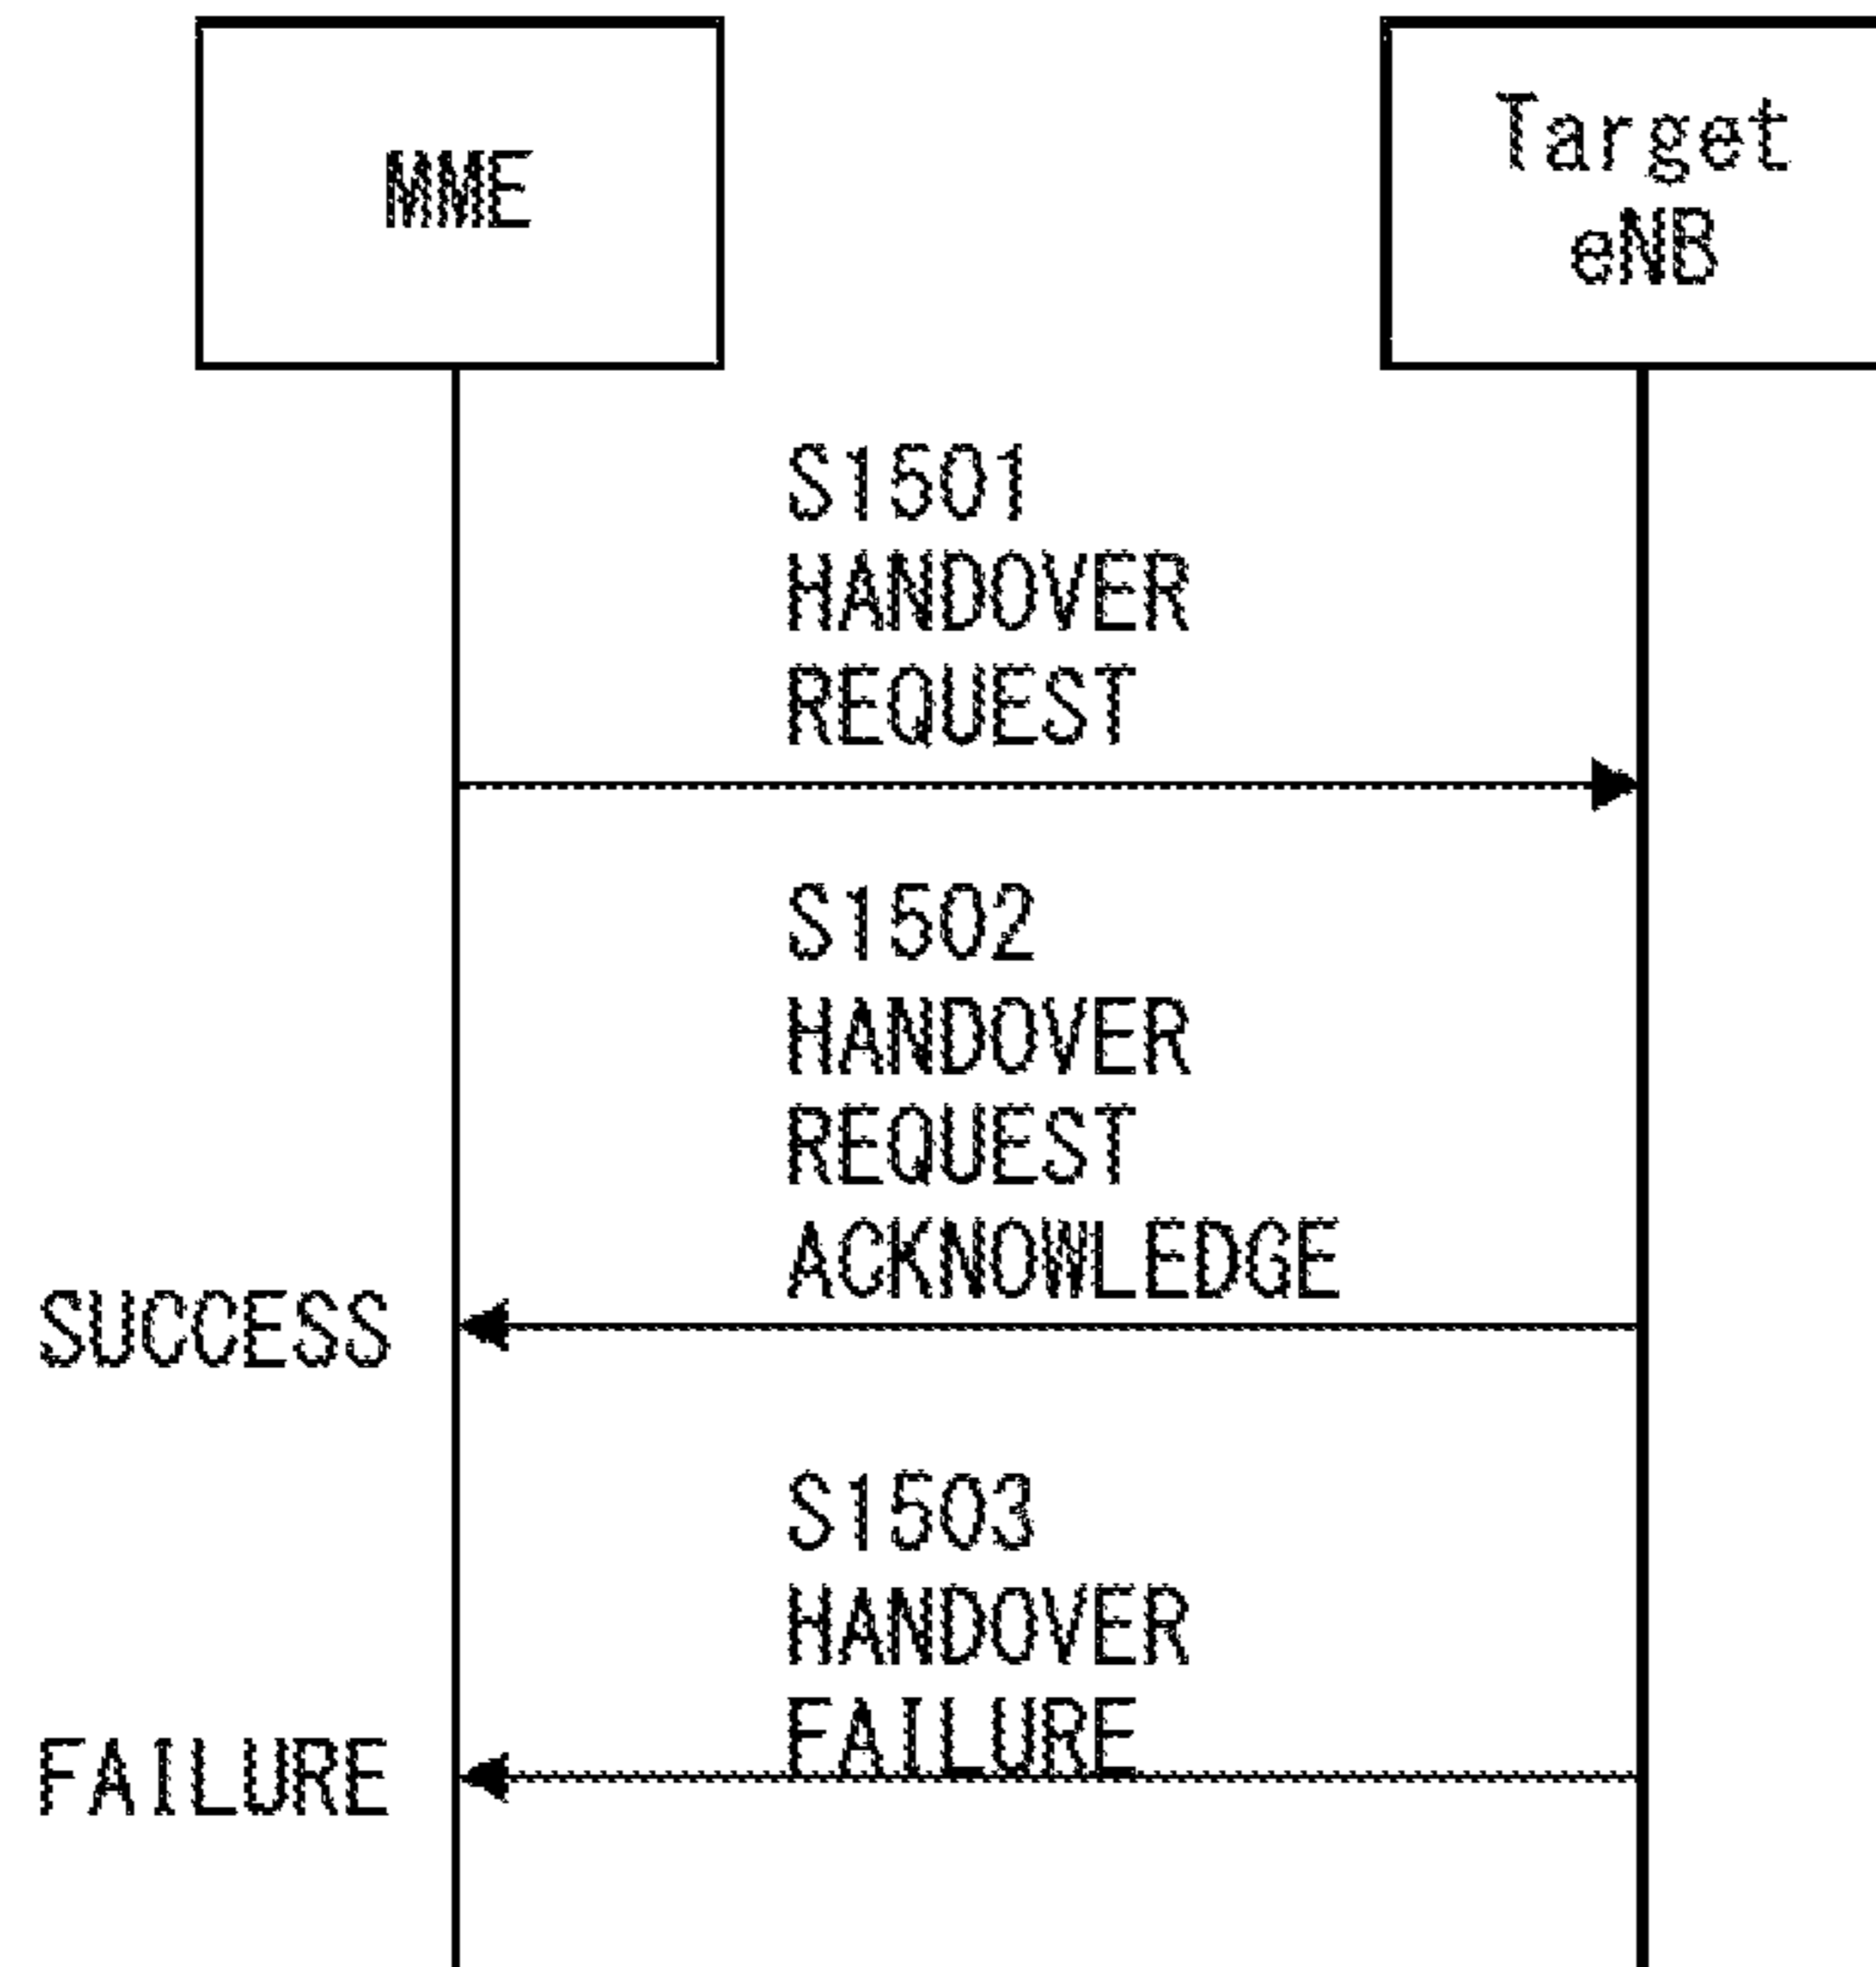 MME
Target
eNB
S1501
HANDOVER
REQUEST
S1502
HANDOVER
REQUEST
ACKNOWLEDGE
SUCCESS
S1503
HANDOVER
FAILURE
FAILURE